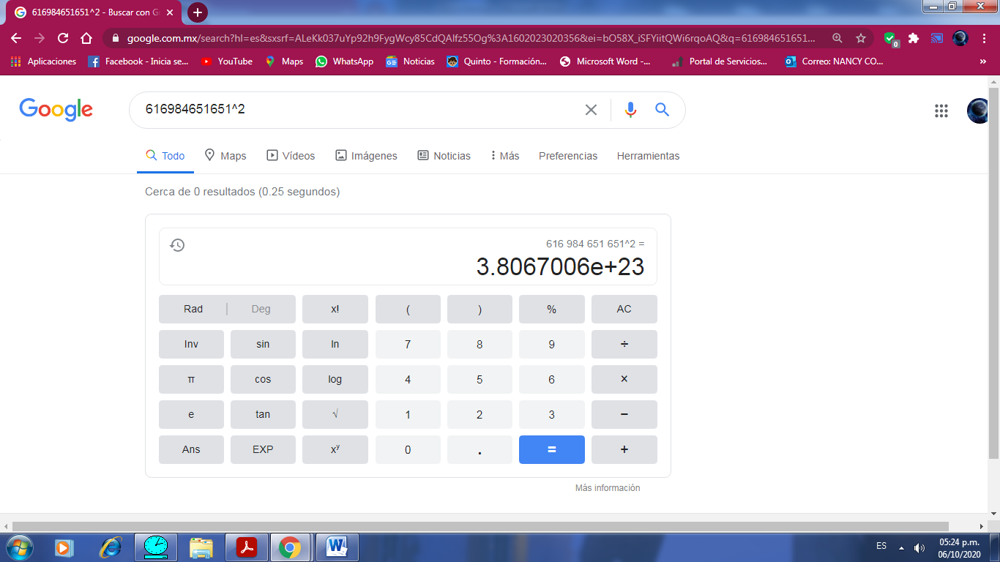 616984651651^2 - Buscar con G
google.com.mx/search?hl=es&sxsrf=ALeKk037uYp92h9FygWcy85CdQAIfz55Og%3A1602023020356&ei=bO58X_iSFYiitQWi6rqoAQ&q=616984651651...
Aplicaciones Facebook - Inicia se... YouTube Maps WhatsApp Noticias Quinto - Formación... Microsoft Word -... Portal de Servicios... Correo: NANCY CO... »
Google 616984651651^2
Todo Maps Vídeos Imágenes Noticias Más Preferencias Herramientas
Cerca de 0 resultados (0.25 segundos)
616 984 651 651^2 =
3.8067006e+23
Rad | Deg x! ( ) % AC
Inv sin ln 7 8 9 ÷
π cos log 4 5 6 ×
e tan √ 1 2 3 −
Ans EXP xʸ 0 . = +
Más información
ES 05:24 p.m.
06/10/2020